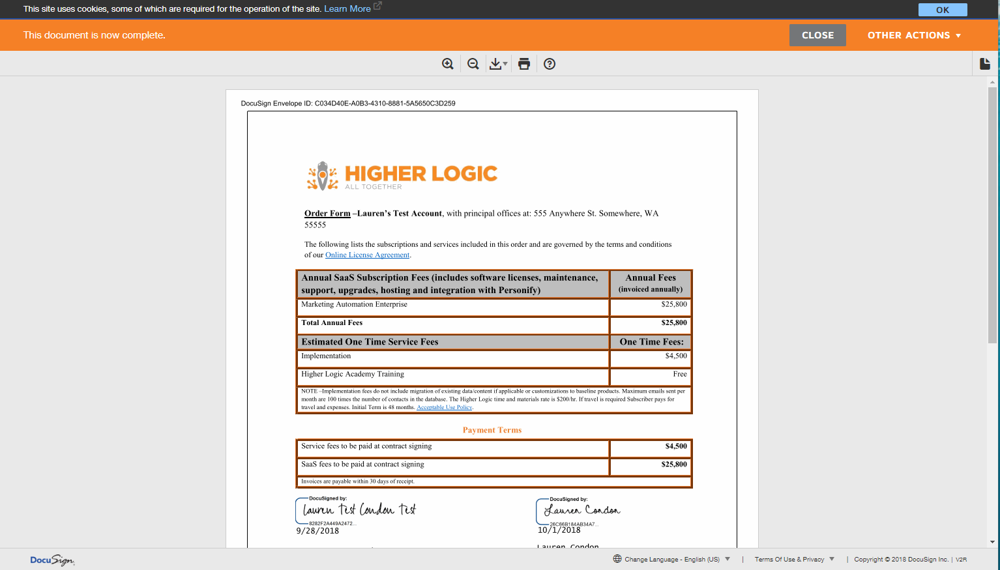 This site uses cookies, some of which are required for the operation of the site. Learn More
OK
This document is now complete.
CLOSE
OTHER ACTIONS
DocuSign Envelope ID: C034D40E-A0B3-4310-8881-5A5650C3D259
HIGHER LOGIC
ALL TOGETHER
Order Form –Lauren's Test Account, with principal offices at: 555 Anywhere St. Somewhere, WA
55555
The following lists the subscriptions and services included in this order and are governed by the terms and conditions
of our Online License Agreement.
Annual SaaS Subscription Fees (includes software licenses, maintenance,
support, upgrades, hosting and integration with Personify)
Annual Fees
(invoiced annually)
Marketing Automation Enterprise $25,800
Total Annual Fees $25,800
Estimated One Time Service Fees One Time Fees:
Implementation $4,500
Higher Logic Academy Training Free
NOTE –Implementation fees do not include migration of existing data/content if applicable or customizations to baseline products. Maximum emails sent per
month are 100 times the number of contacts in the database. The Higher Logic time and materials rate is $200/hr. If travel is required Subscriber pays for
travel and expenses. Initial Term is 48 months. Acceptable Use Policy.
Payment Terms
Service fees to be paid at contract signing $4,500
SaaS fees to be paid at contract signing $25,800
Invoices are payable within 30 days of receipt.
DocuSigned by:
Lauren Test Condon Test
8282F2A449A2472...
9/28/2018
DocuSigned by:
Lauren Condon
26C66B184AB34A7...
10/1/2018
Lauren Condon
DocuSign
Change Language - English (US) | Terms Of Use & Privacy | Copyright © 2018 DocuSign Inc. | V2R